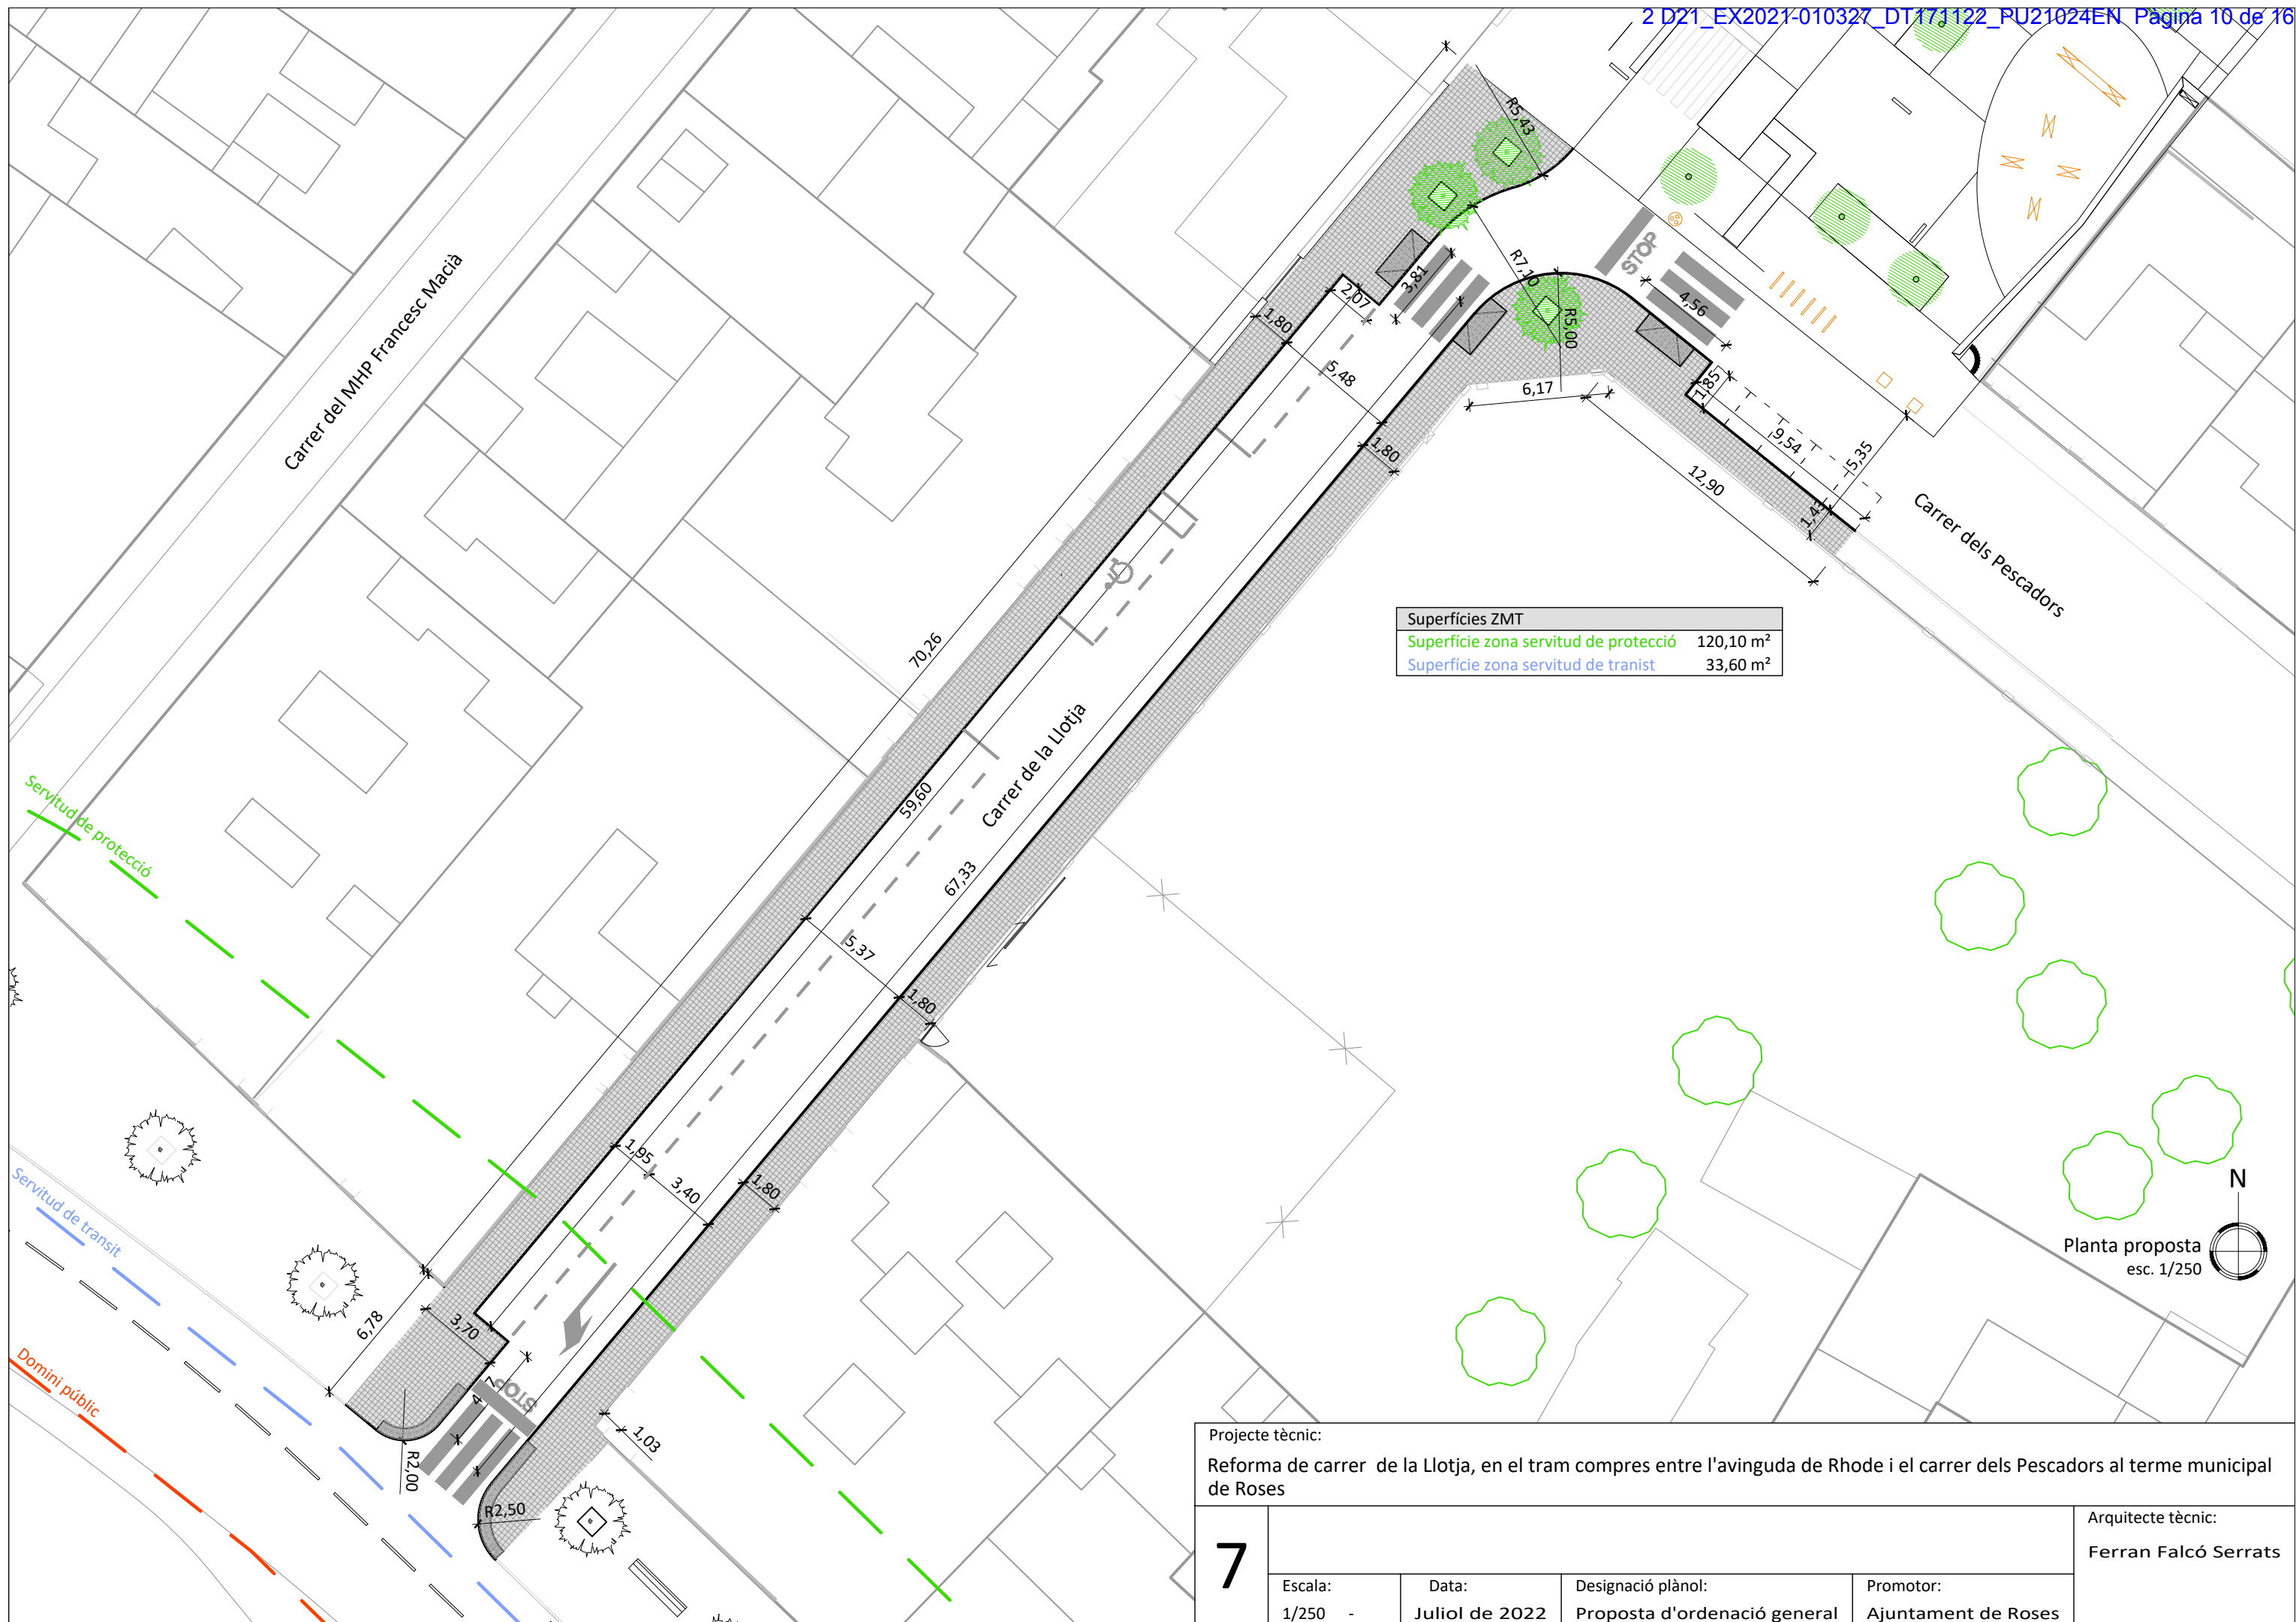 2 D21_EX2021-010327_DT171122_PU21024EN Pàgina 10 de 16
R5,43
R7,10
STOP
3,81
4,56
R5,00
2,07
1,80
5,48
6,17
1,85
1,80
9,54
5,35
12,90
Carrer del MHP Francesc Macià
Carrer dels Pescadors
Superfícies ZMT
Superfície zona servitud de protecció 120,10 m²
Superfície zona servitud de tranist 33,60 m²
70,26
Carrer de la Llotja
59,60
67,33
Servitud de protecció
5,37
1,80
1,95
3,40
1,80
Servitud de transit
N
Planta proposta
esc. 1/250
6,78
3,70
Domini públic
STOP
1,03
R2,00
R2,50
Projecte tècnic:
Reforma de carrer de la Llotja, en el tram compres entre l'avinguda de Rhode i el carrer dels Pescadors al terme municipal
de Roses
7
Arquitecte tècnic:
Ferran Falcó Serrats
Escala:
1/250 -
Data:
Juliol de 2022
Designació plànol:
Proposta d'ordenació general
Promotor:
Ajuntament de Roses